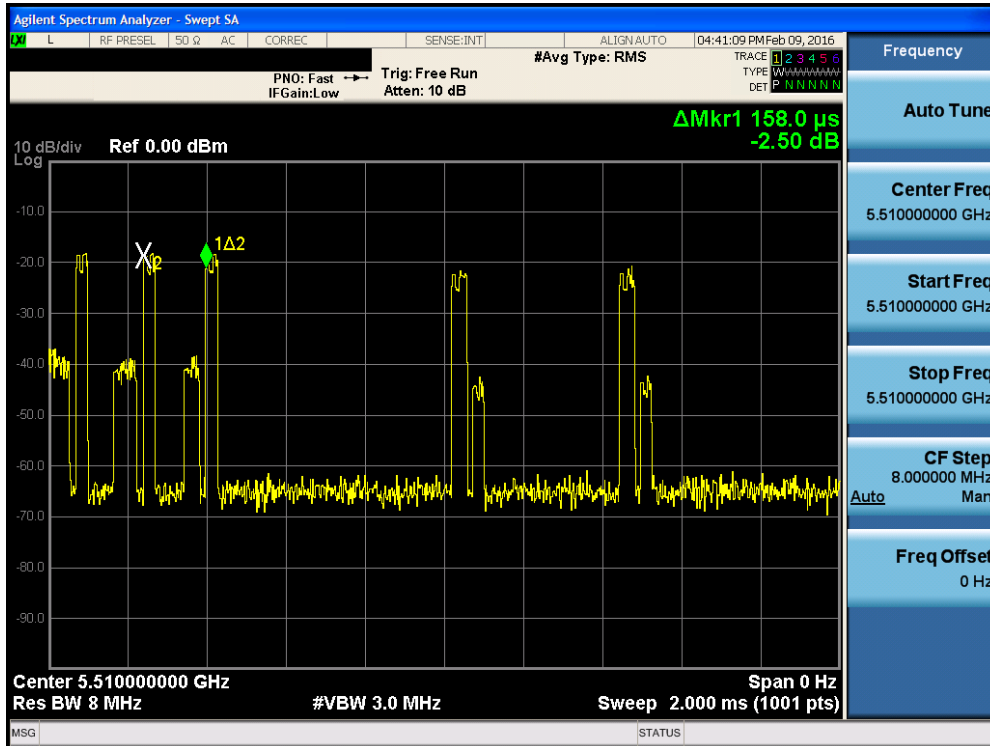 Agilent Spectrum Analyzer - Swept SA
LXI L RF PRESEL 50 Ω AC CORREC SENSE:INT ALIGN AUTO 04:41:09 PM Feb 09, 2016
PNO: Fast
IFGain:Low
Trig: Free Run
Atten: 10 dB
#Avg Type: RMS
TRACE 1 2 3 4 5 6
TYPE WWWWWW
DET P N N N N N
ΔMkr1 158.0 µs
-2.50 dB
10 dB/div Ref 0.00 dBm
Log
-10.0
-20.0
-30.0
-40.0
-50.0
-60.0
-70.0
-80.0
-90.0
X2
1Δ2
Center 5.510000000 GHz Span 0 Hz
Res BW 8 MHz #VBW 3.0 MHz Sweep 2.000 ms (1001 pts)
MSG STATUS
Frequency
Auto Tune
Center Freq
5.510000000 GHz
Start Freq
5.510000000 GHz
Stop Freq
5.510000000 GHz
CF Step
8.000000 MHz
Auto Man
Freq Offset
0 Hz